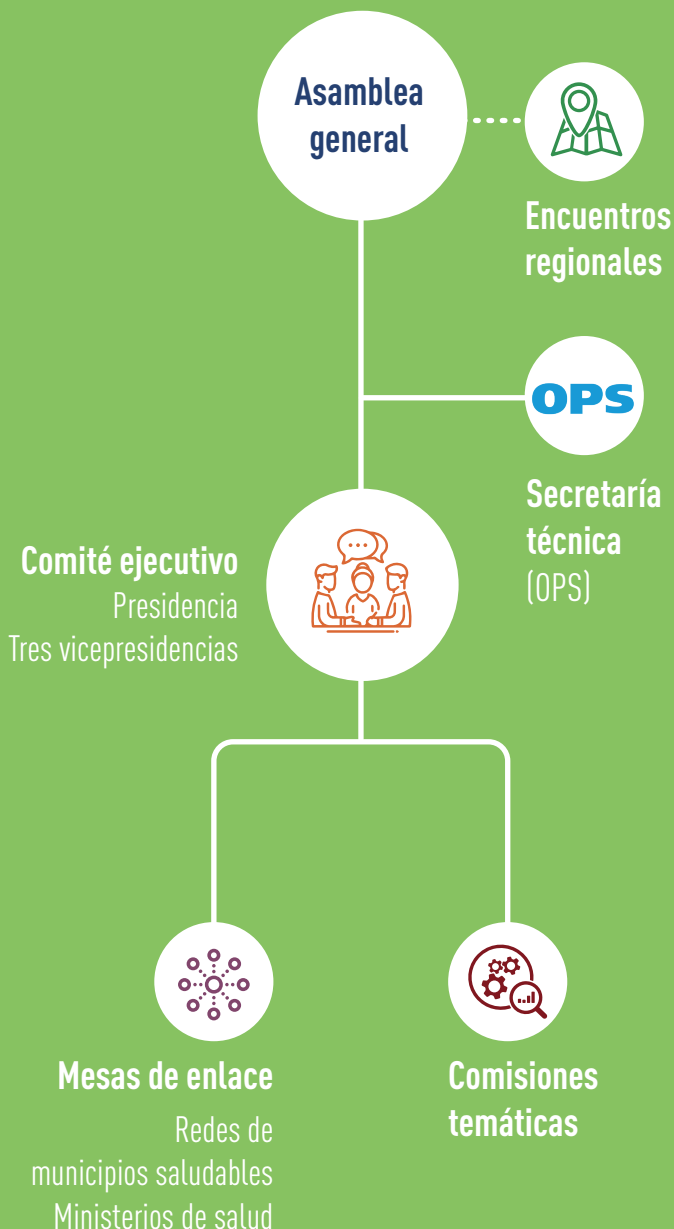 Asamblea
general
Encuentros
regionales
OPS
Secretaría
técnica
(OPS)
Comité ejecutivo
Presidencia
Tres vicepresidencias
Mesas de enlace
Redes de
municipios saludables
Ministerios de salud
Comisiones
temáticas